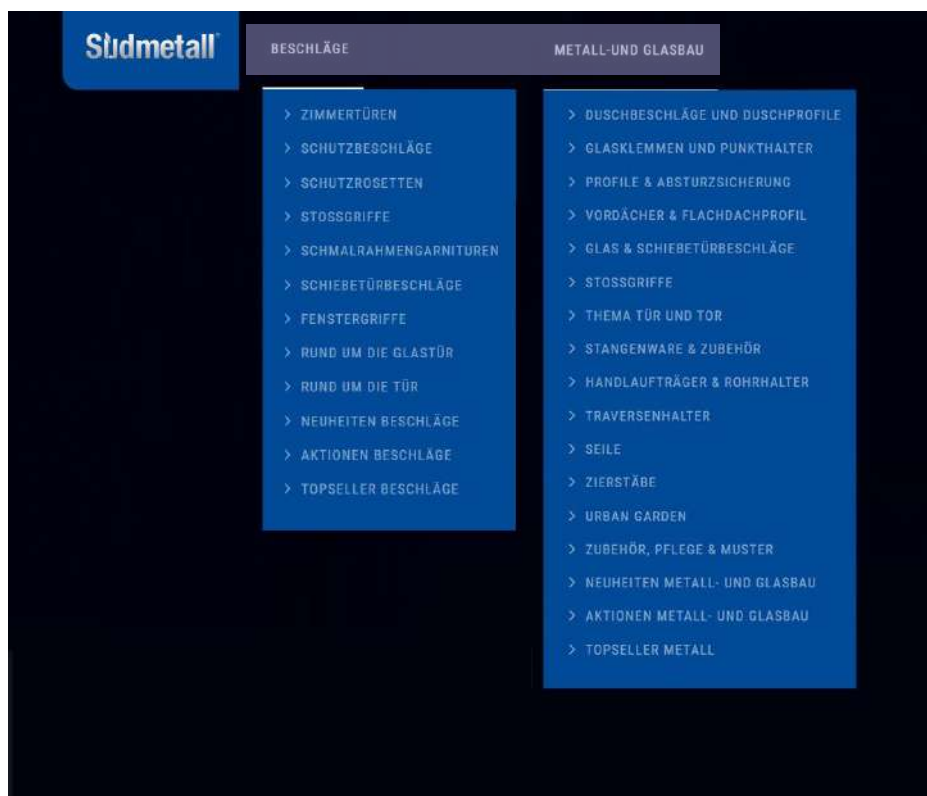 Südmetall
BESCHLÄGE
METALL-UND GLASBAU
ZIMMERTÜREN
SCHUTZBESCHLÄGE
SCHUTZROSETTEN
STOSSGRIFFE
SCHMALRAHMENGARNITUREN
SCHIEBETÜRBESCHLÄGE
FENSTERGRIFFE
RUND UM DIE GLASTÜR
RUND UM DIE TÜR
NEUHEITEN BESCHLÄGE
AKTIONEN BESCHLÄGE
TOPSELLER BESCHLÄGE
DUSCHBESCHLÄGE UND DUSCHPROFILE
GLASKLEMMEN UND PUNKTHALTER
PROFILE & ABSTURZSICHERUNG
VORDÄCHER & FLACHDACHPROFIL
GLAS & SCHIEBETÜRBESCHLÄGE
STOSSGRIFFE
THEMA TÜR UND TOR
STANGENWARE & ZUBEHÖR
HANDLAUFTRÄGER & ROHRHALTER
TRAVERSENHALTER
SEILE
ZIERSTÄBE
URBAN GARDEN
ZUBEHÖR, PFLEGE & MUSTER
NEUHEITEN METALL- UND GLASBAU
AKTIONEN METALL- UND GLASBAU
TOPSELLER METALL